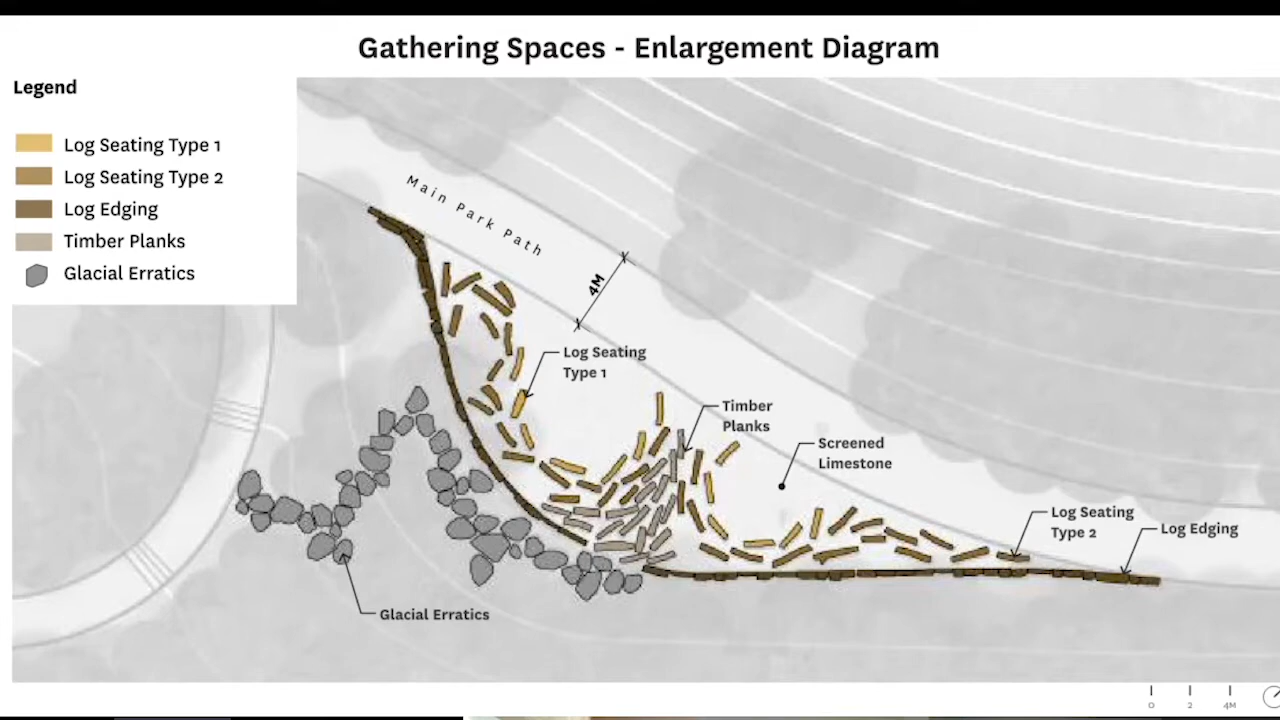 Gathering Spaces - Enlargement Diagram
Legend
Log Seating Type 1
Log Seating Type 2
Log Edging
Timber Planks
Glacial Erratics
Main Park Path
4M
Log Seating
Type 1
Timber
Planks
Screened
Limestone
Log Seating
Type 2
Log Edging
Glacial Erratics
0 2 4M